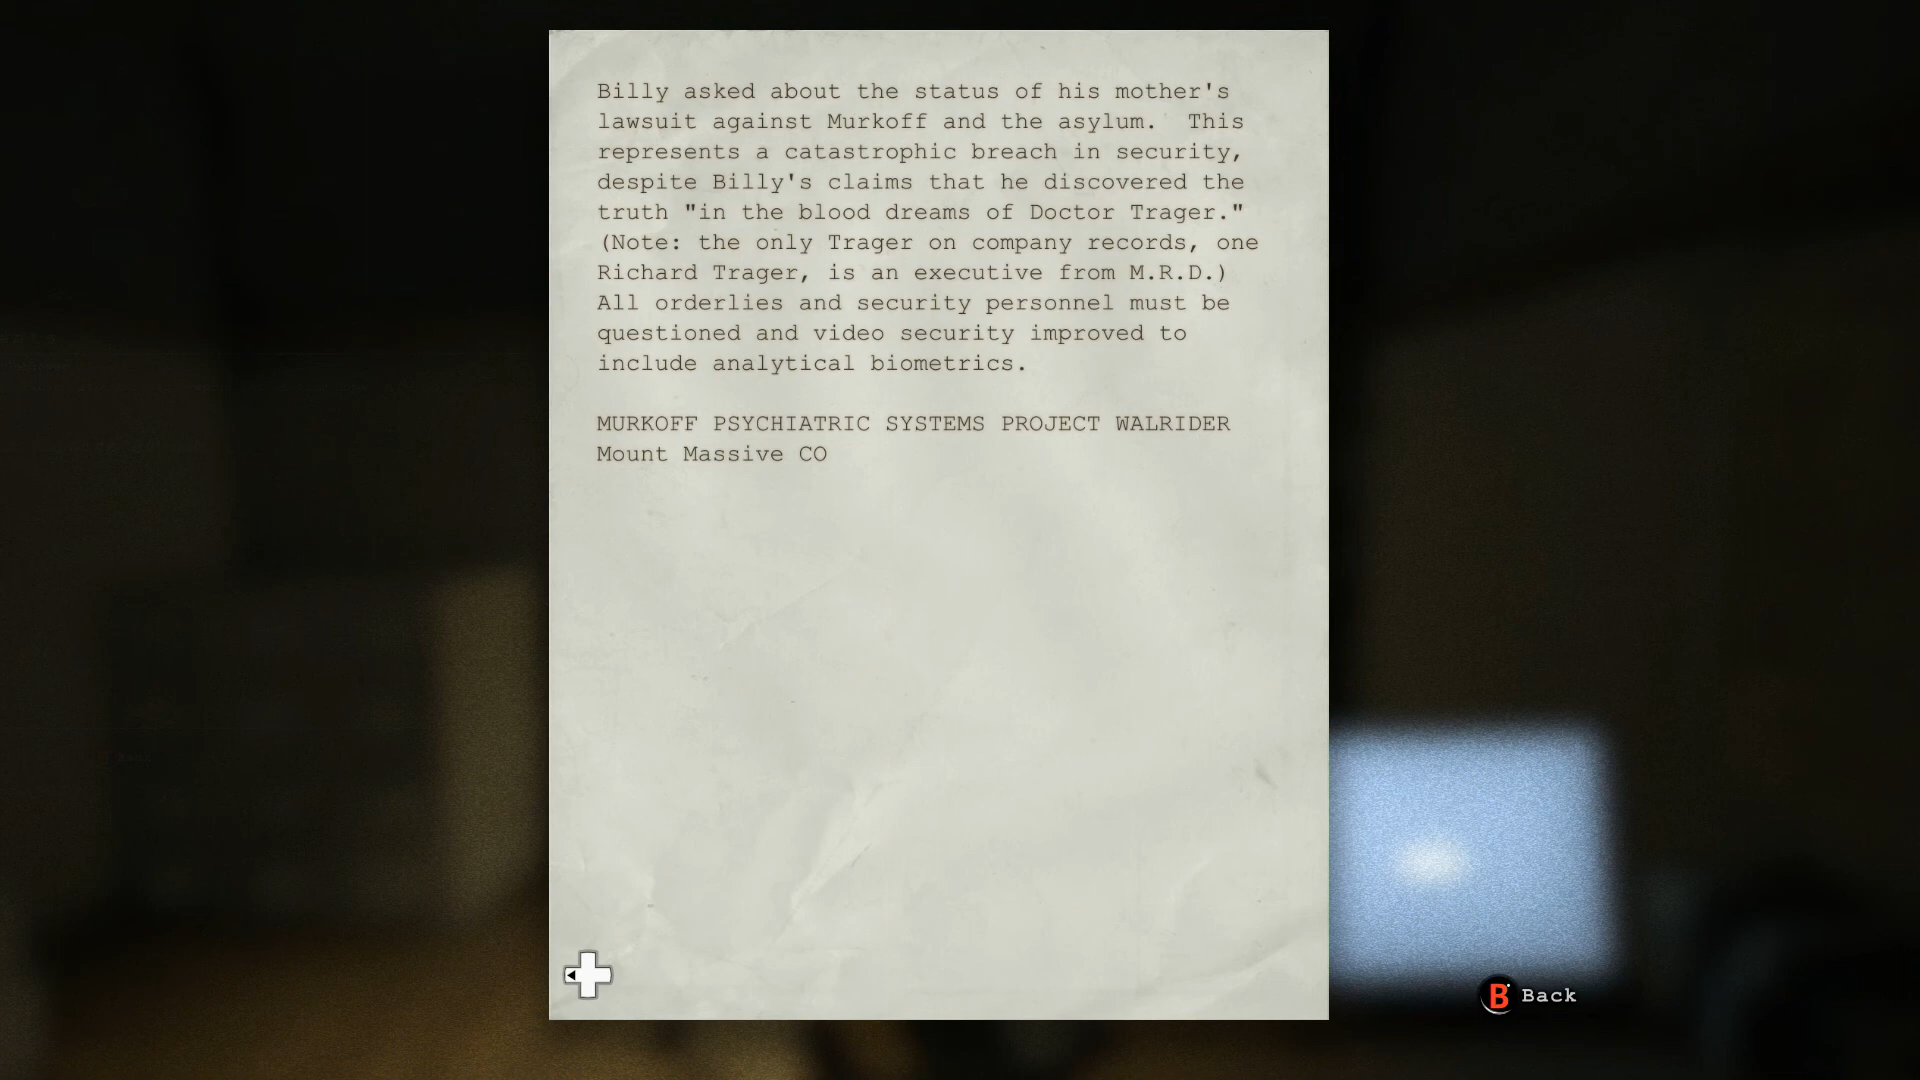 Billy asked about the status of his mother's
lawsuit against Murkoff and the asylum.  This
represents a catastrophic breach in security,
despite Billy's claims that he discovered the
truth "in the blood dreams of Doctor Trager."
(Note: the only Trager on company records, one
Richard Trager, is an executive from M.R.D.)
All orderlies and security personnel must be
questioned and video security improved to
include analytical biometrics.
MURKOFF PSYCHIATRIC SYSTEMS PROJECT WALRIDER
Mount Massive CO
B Back